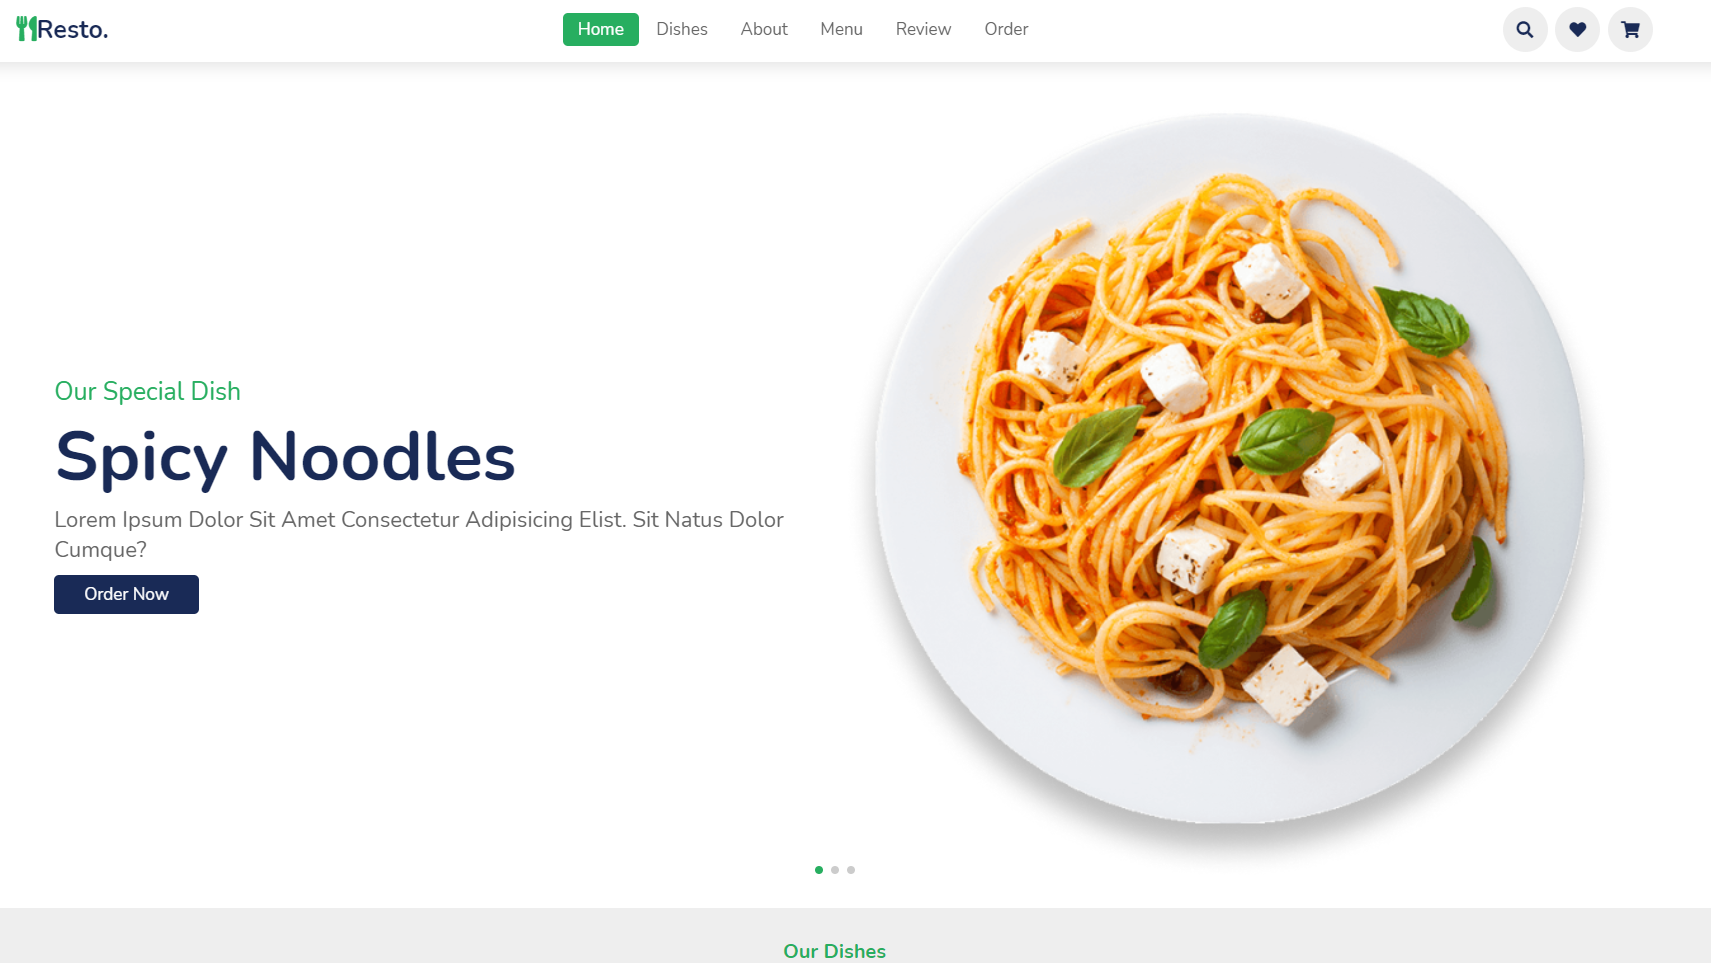 Resto.
Home
Dishes
About
Menu
Review
Order
Our Special Dish
Spicy Noodles
Lorem Ipsum Dolor Sit Amet Consectetur Adipisicing Elist. Sit Natus Dolor
Cumque?
Order Now
Our Dishes